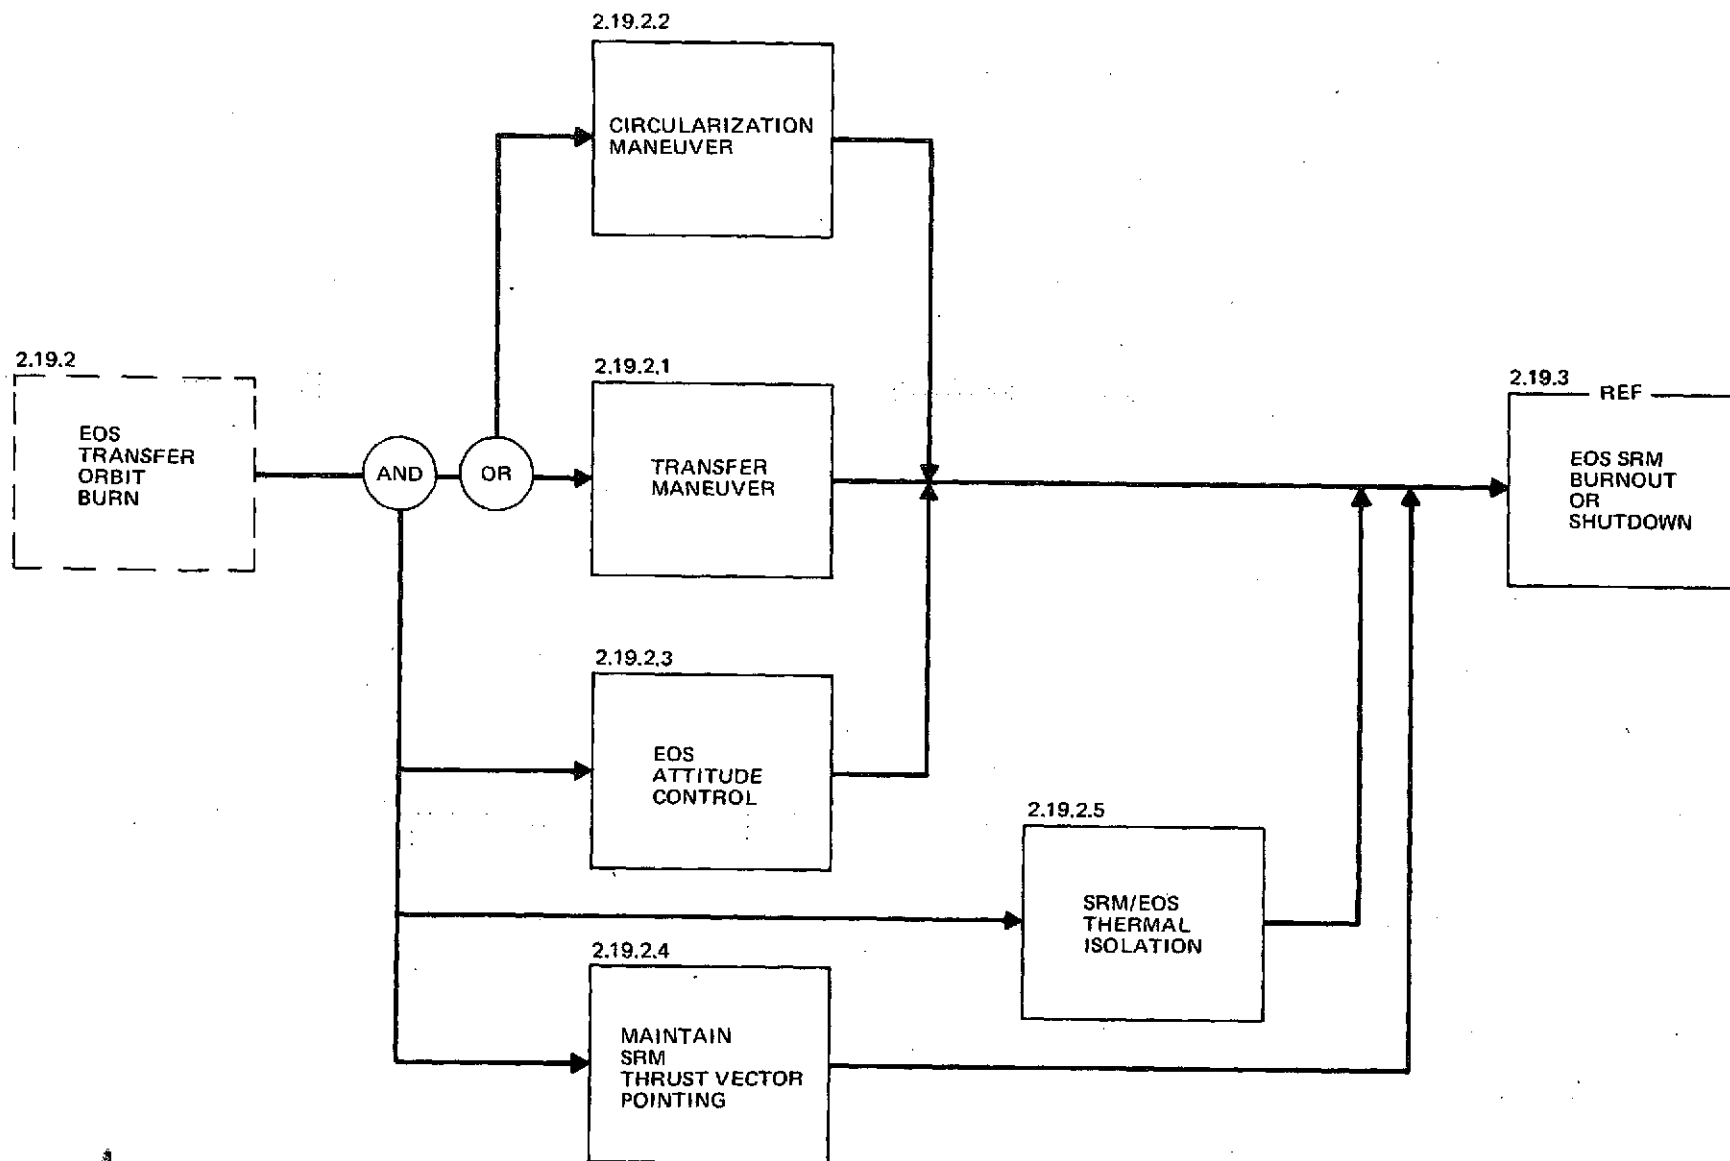 2.19.2.2
CIRCULARIZATION
MANEUVER
2.19.2
EOS
TRANSFER
ORBIT
BURN
AND
OR
2.19.2.1
TRANSFER
MANEUVER
2.19.3
REF
EOS SRM
BURNOUT
OR
SHUTDOWN
2.19.2.3
EOS
ATTITUDE
CONTROL
2.19.2.5
SRM/EOS
THERMAL
ISOLATION
2.19.2.4
MAINTAIN
SRM
THRUST VECTOR
POINTING